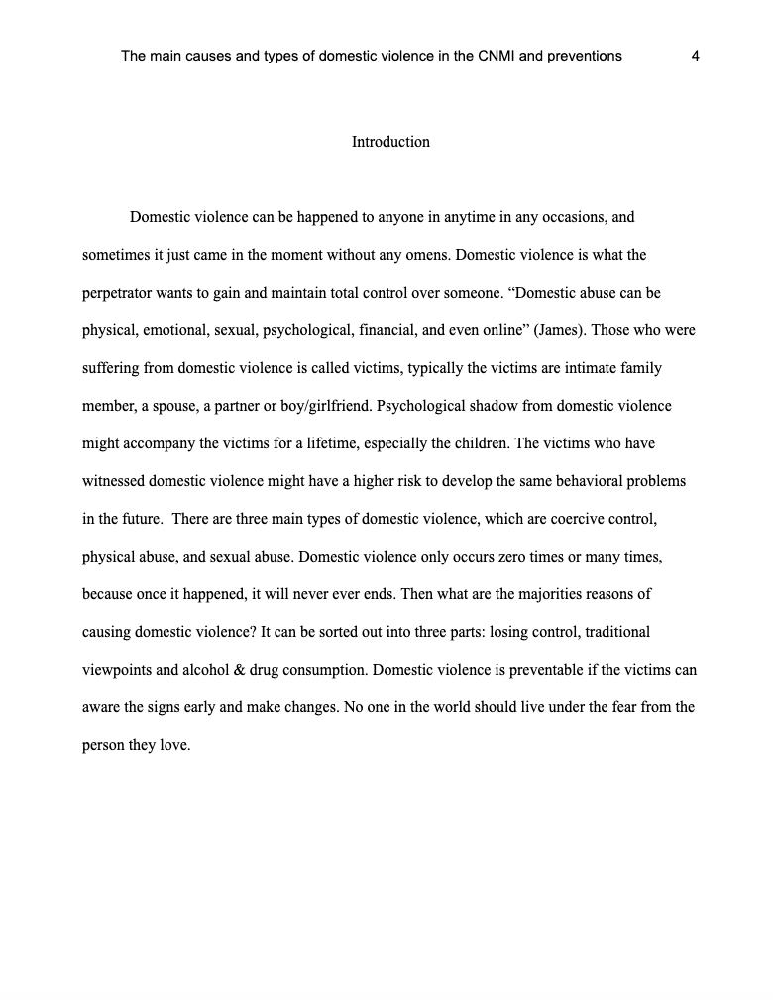 The main causes and types of domestic violence in the CNMI and preventions 4
Introduction
Domestic violence can be happened to anyone in anytime in any occasions, and
sometimes it just came in the moment without any omens. Domestic violence is what the
perpetrator wants to gain and maintain total control over someone. “Domestic abuse can be
physical, emotional, sexual, psychological, financial, and even online” (James). Those who were
suffering from domestic violence is called victims, typically the victims are intimate family
member, a spouse, a partner or boy/girlfriend. Psychological shadow from domestic violence
might accompany the victims for a lifetime, especially the children. The victims who have
witnessed domestic violence might have a higher risk to develop the same behavioral problems
in the future.  There are three main types of domestic violence, which are coercive control,
physical abuse, and sexual abuse. Domestic violence only occurs zero times or many times,
because once it happened, it will never ever ends. Then what are the majorities reasons of
causing domestic violence? It can be sorted out into three parts: losing control, traditional
viewpoints and alcohol & drug consumption. Domestic violence is preventable if the victims can
aware the signs early and make changes. No one in the world should live under the fear from the
person they love.